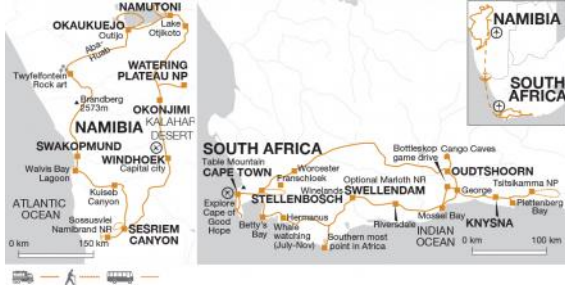 NAMUTONI
OKAUKUEJO
Outijo
Lake
Otjikoto
Aba-
Huab
WATERING
PLATEAU NP
Twyfelfontein
Rock art
Brandberg
2573m
OKONJIMI
KALAHARI
DESERT
NAMIBIA
SWAKOPMUND
WINDHOEK
Capital city
Walvis Bay
Lagoon
Kuiseb
Canyon
ATLANTIC
OCEAN
Sossusvlei
Namibrand NR
SESRIEM
CANYON
0 km
150 km
NAMIBIA
SOUTH
AFRICA
SOUTH AFRICA
Table Mountain
CAPE TOWN
Worcester
Franschloek
Winelands
STELLENBOSCH
Explore
Cape of
Good
Hope
Betty's
Bay
Hermanus
Whale
watching
(July-Nov)
Southern most
point in Africa
Optional Marloth NR
SWELLENDAM
Riversdale
Bottleskop
game drive
Cango Caves
OUDTSHOORN
George
Mossel Bay
INDIAN
OCEAN
KNYSNA
Tsitsikamma NP
Plettenberg
Bay
0 km
100 km